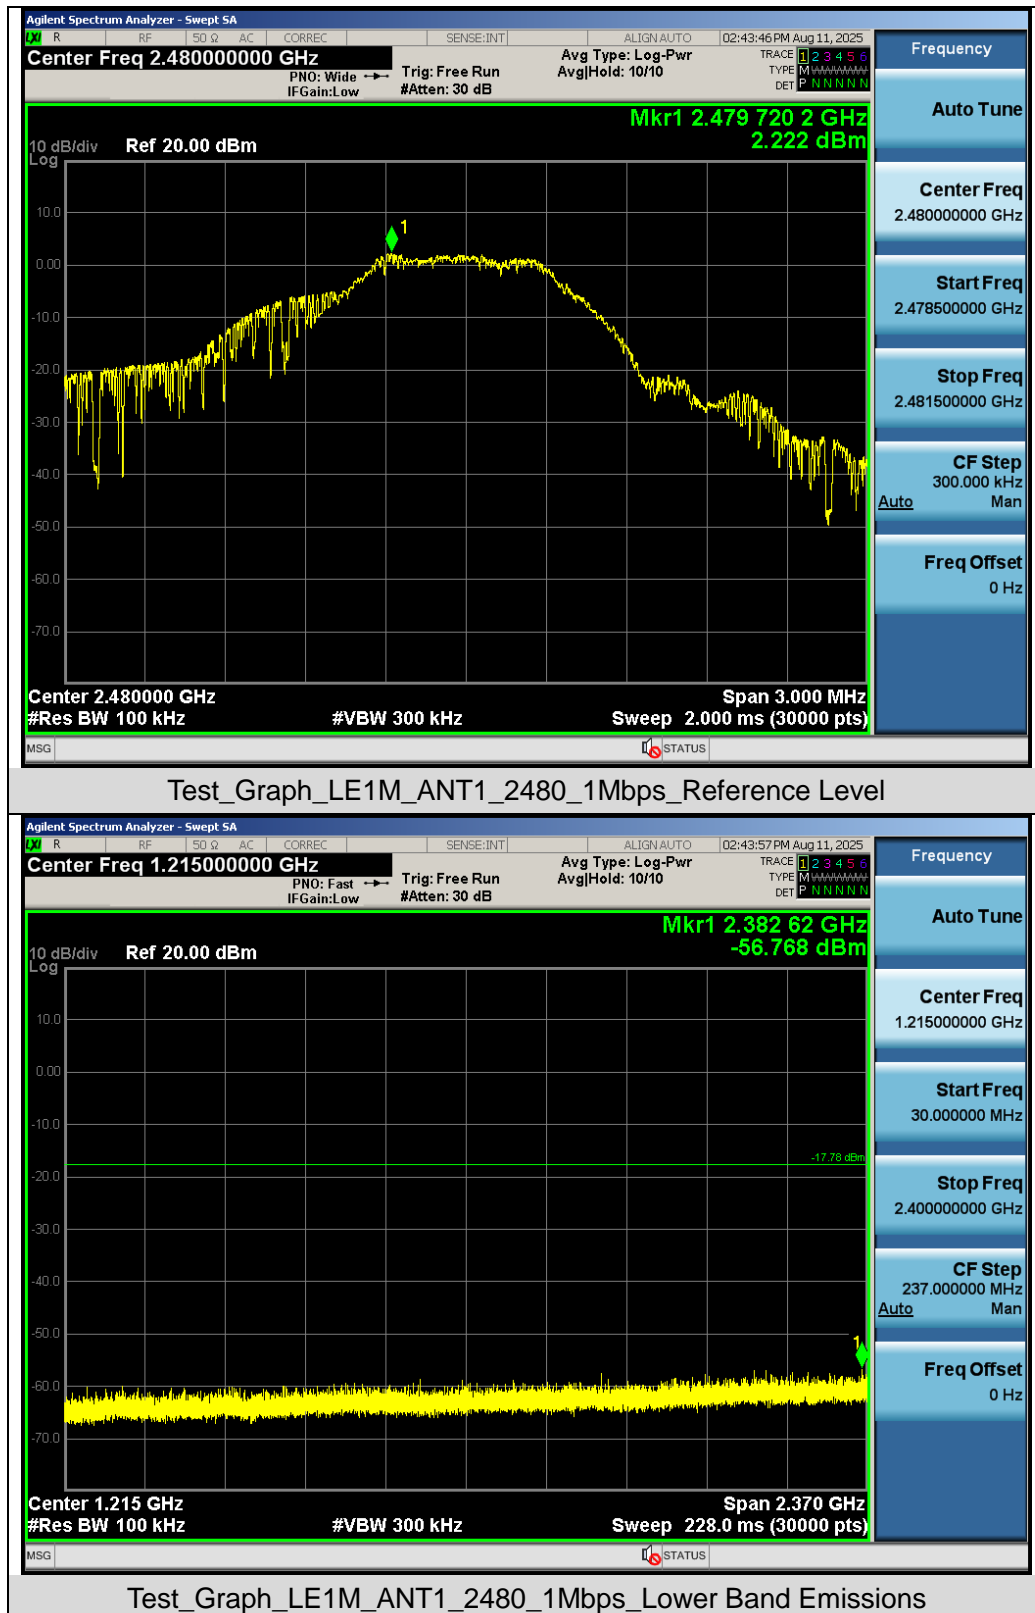 Agilent Spectrum Analyzer - Swept SA
LXI R RF 50 Ω AC CORREC SENSE:INT ALIGN AUTO 02:43:46 PM Aug 11, 2025
Center Freq 2.480000000 GHz
Avg Type: Log-Pwr
TRACE 1 2 3 4 5 6
PNO: Wide Trig: Free Run Avg|Hold: 10/10
TYPE M
IFGain:Low #Atten: 30 dB
DET P N N N N N
Frequency
Auto Tune
Mkr1 2.479 720 2 GHz
2.222 dBm
10 dB/div Ref 20.00 dBm
Log
1
10.0
0.00
-10.0
-20.0
-30.0
-40.0
-50.0
-60.0
-70.0
Center Freq
2.480000000 GHz
Start Freq
2.478500000 GHz
Stop Freq
2.481500000 GHz
CF Step
300.000 kHz
Auto Man
Freq Offset
0 Hz
Center 2.480000 GHz Span 3.000 MHz
#Res BW 100 kHz #VBW 300 kHz Sweep 2.000 ms (30000 pts)
MSG STATUS
Test_Graph_LE1M_ANT1_2480_1Mbps_Reference Level
Agilent Spectrum Analyzer - Swept SA
LXI R RF 50 Ω AC CORREC SENSE:INT ALIGN AUTO 02:43:57 PM Aug 11, 2025
Center Freq 1.215000000 GHz
Avg Type: Log-Pwr
TRACE 1 2 3 4 5 6
PNO: Fast Trig: Free Run Avg|Hold: 10/10
TYPE M
IFGain:Low #Atten: 30 dB
DET P N N N N N
Frequency
Auto Tune
Mkr1 2.382 62 GHz
-56.768 dBm
10 dB/div Ref 20.00 dBm
Log
10.0
0.00
-10.0
-17.78 dBm
-20.0
-30.0
-40.0
-50.0
1
-60.0
-70.0
Center Freq
1.215000000 GHz
Start Freq
30.000000 MHz
Stop Freq
2.400000000 GHz
CF Step
237.000000 MHz
Auto Man
Freq Offset
0 Hz
Center 1.215 GHz Span 2.370 GHz
#Res BW 100 kHz #VBW 300 kHz Sweep 228.0 ms (30000 pts)
MSG STATUS
Test_Graph_LE1M_ANT1_2480_1Mbps_Lower Band Emissions